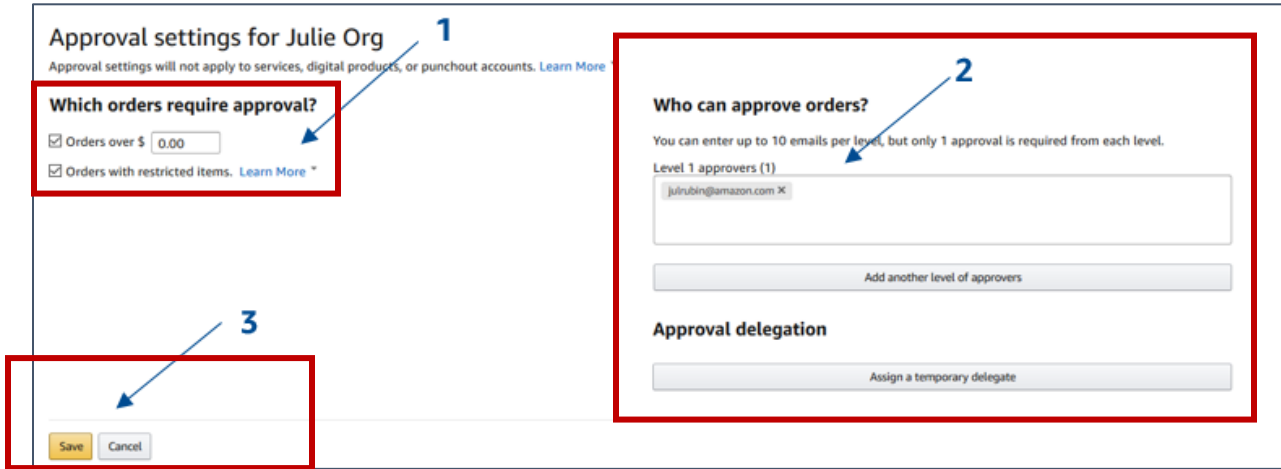 Approval settings for Julie Org
1
Approval settings will not apply to services, digital products, or punchout accounts. Learn More
Which orders require approval?
Orders over $ 0.00
Orders with restricted items. Learn More
2
Who can approve orders?
You can enter up to 10 emails per level, but only 1 approval is required from each level.
Level 1 approvers (1)
julrubin@amazon.com X
Add another level of approvers
Approval delegation
Assign a temporary delegate
3
Save Cancel